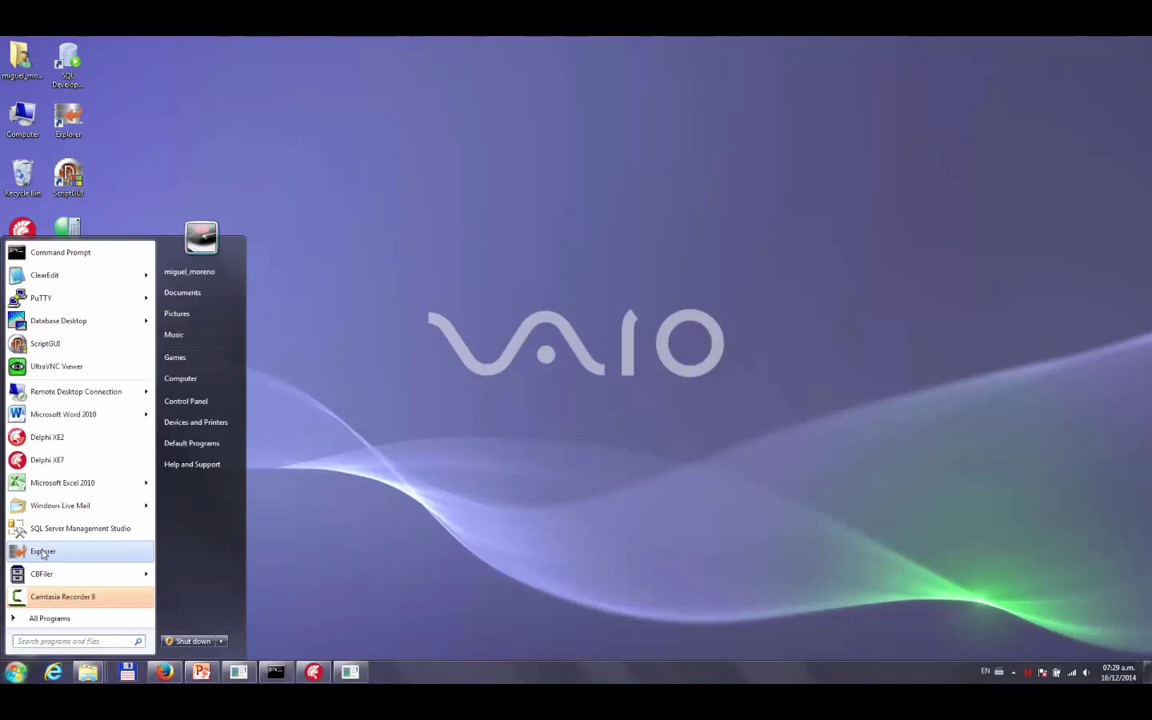 miguel_mo...
SQL
Develop...
Computer
Explorer
Recycle Bin
ScriptGUI
VAIO
Command Prompt
ClearEdit
PuTTY
Database Desktop
ScriptGUI
UltraVNC Viewer
Remote Desktop Connection
Microsoft Word 2010
Delphi XE2
Delphi XE7
Microsoft Excel 2010
Windows Live Mail
SQL Server Management Studio
Explorer
CBFiler
Camtasia Recorder 8
All Programs
Search programs and files
miguel_moreno
Documents
Pictures
Music
Games
Computer
Control Panel
Devices and Printers
Default Programs
Help and Support
Shut down
EN
07:29 a.m.
16/12/2014